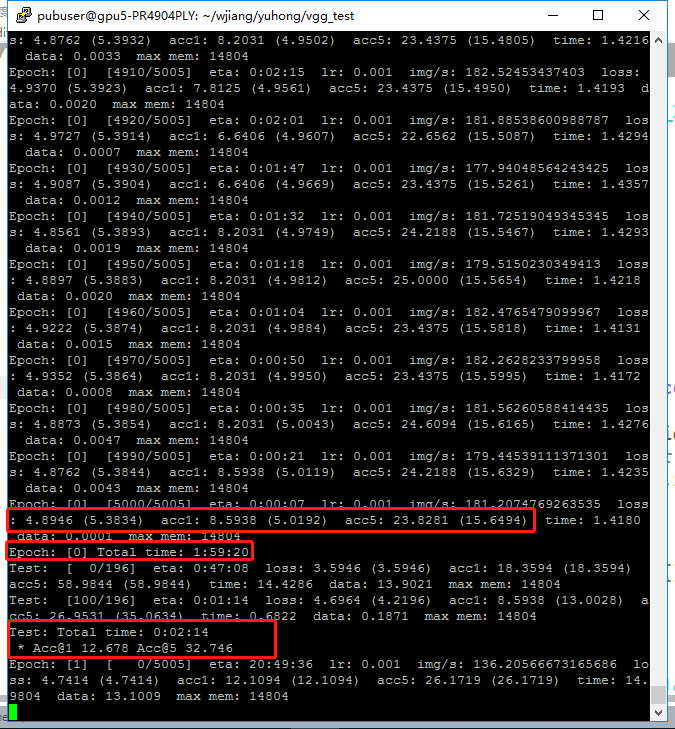 pubuser@gpu5-PR4904PLY: ~/wjiang/yuhong/vgg_test
s: 4.8762 (5.3932)  acc1: 8.2031 (4.9502)  acc5: 23.4375 (15.4805)  time: 1.4216
  data: 0.0033  max mem: 14804
Epoch: [0]  [4910/5005]  eta: 0:02:15  lr: 0.001  img/s: 182.52453437403  loss:
4.9370 (5.3923)  acc1: 7.8125 (4.9561)  acc5: 23.4375 (15.4950)  time: 1.4193  d
ata: 0.0020  max mem: 14804
Epoch: [0]  [4920/5005]  eta: 0:02:01  lr: 0.001  img/s: 181.88538600988787  los
s: 4.9727 (5.3914)  acc1: 6.6406 (4.9607)  acc5: 22.6562 (15.5087)  time: 1.4294
  data: 0.0007  max mem: 14804
Epoch: [0]  [4930/5005]  eta: 0:01:47  lr: 0.001  img/s: 177.94048564243425  los
s: 4.9087 (5.3904)  acc1: 6.6406 (4.9669)  acc5: 23.4375 (15.5261)  time: 1.4357
  data: 0.0012  max mem: 14804
Epoch: [0]  [4940/5005]  eta: 0:01:32  lr: 0.001  img/s: 181.72519049345345  los
s: 4.8561 (5.3893)  acc1: 8.2031 (4.9749)  acc5: 24.2188 (15.5467)  time: 1.4293
  data: 0.0019  max mem: 14804
Epoch: [0]  [4950/5005]  eta: 0:01:18  lr: 0.001  img/s: 179.5150230349413  loss
: 4.8897 (5.3883)  acc1: 8.2031 (4.9812)  acc5: 25.0000 (15.5654)  time: 1.4218
 data: 0.0020  max mem: 14804
Epoch: [0]  [4960/5005]  eta: 0:01:04  lr: 0.001  img/s: 182.4765479099967  loss
: 4.9222 (5.3874)  acc1: 8.2031 (4.9884)  acc5: 23.4375 (15.5818)  time: 1.4131
 data: 0.0015  max mem: 14804
Epoch: [0]  [4970/5005]  eta: 0:00:50  lr: 0.001  img/s: 182.2628233799958  loss
: 4.9352 (5.3864)  acc1: 8.2031 (4.9950)  acc5: 23.4375 (15.5995)  time: 1.4172
 data: 0.0008  max mem: 14804
Epoch: [0]  [4980/5005]  eta: 0:00:35  lr: 0.001  img/s: 181.56260588414435  los
s: 4.8873 (5.3854)  acc1: 8.2031 (5.0043)  acc5: 24.6094 (15.6165)  time: 1.4276
  data: 0.0047  max mem: 14804
Epoch: [0]  [4990/5005]  eta: 0:00:21  lr: 0.001  img/s: 179.44539111371301  los
s: 4.8762 (5.3844)  acc1: 8.5938 (5.0119)  acc5: 24.2188 (15.6329)  time: 1.4235
  data: 0.0043  max mem: 14804
Epoch: [0]  [5000/5005]  eta: 0:00:07  lr: 0.001  img/s: 181.2074769263535  loss
: 4.8946 (5.3834)  acc1: 8.5938 (5.0192)  acc5: 23.8281 (15.6494)  time: 1.4180
 data: 0.0001  max mem: 14804
Epoch: [0] Total time: 1:59:20
Test:  [  0/196]  eta: 0:47:08  loss: 3.5946 (3.5946)  acc1: 18.3594 (18.3594)
acc5: 58.9844 (58.9844)  time: 14.4286  data: 13.9021  max mem: 14804
Test:  [100/196]  eta: 0:01:14  loss: 4.6964 (4.2196)  acc1: 8.5938 (13.0028)  a
cc5: 26.9531 (35.0634)  time: 0.6822  data: 0.1871  max mem: 14804
Test: Total time: 0:02:14
 * Acc@1 12.678 Acc@5 32.746
Epoch: [1]  [   0/5005]  eta: 20:49:36  lr: 0.001  img/s: 136.20566673165686  lo
ss: 4.7414 (4.7414)  acc1: 12.1094 (12.1094)  acc5: 26.1719 (26.1719)  time: 14.
9804  data: 13.1009  max mem: 14804